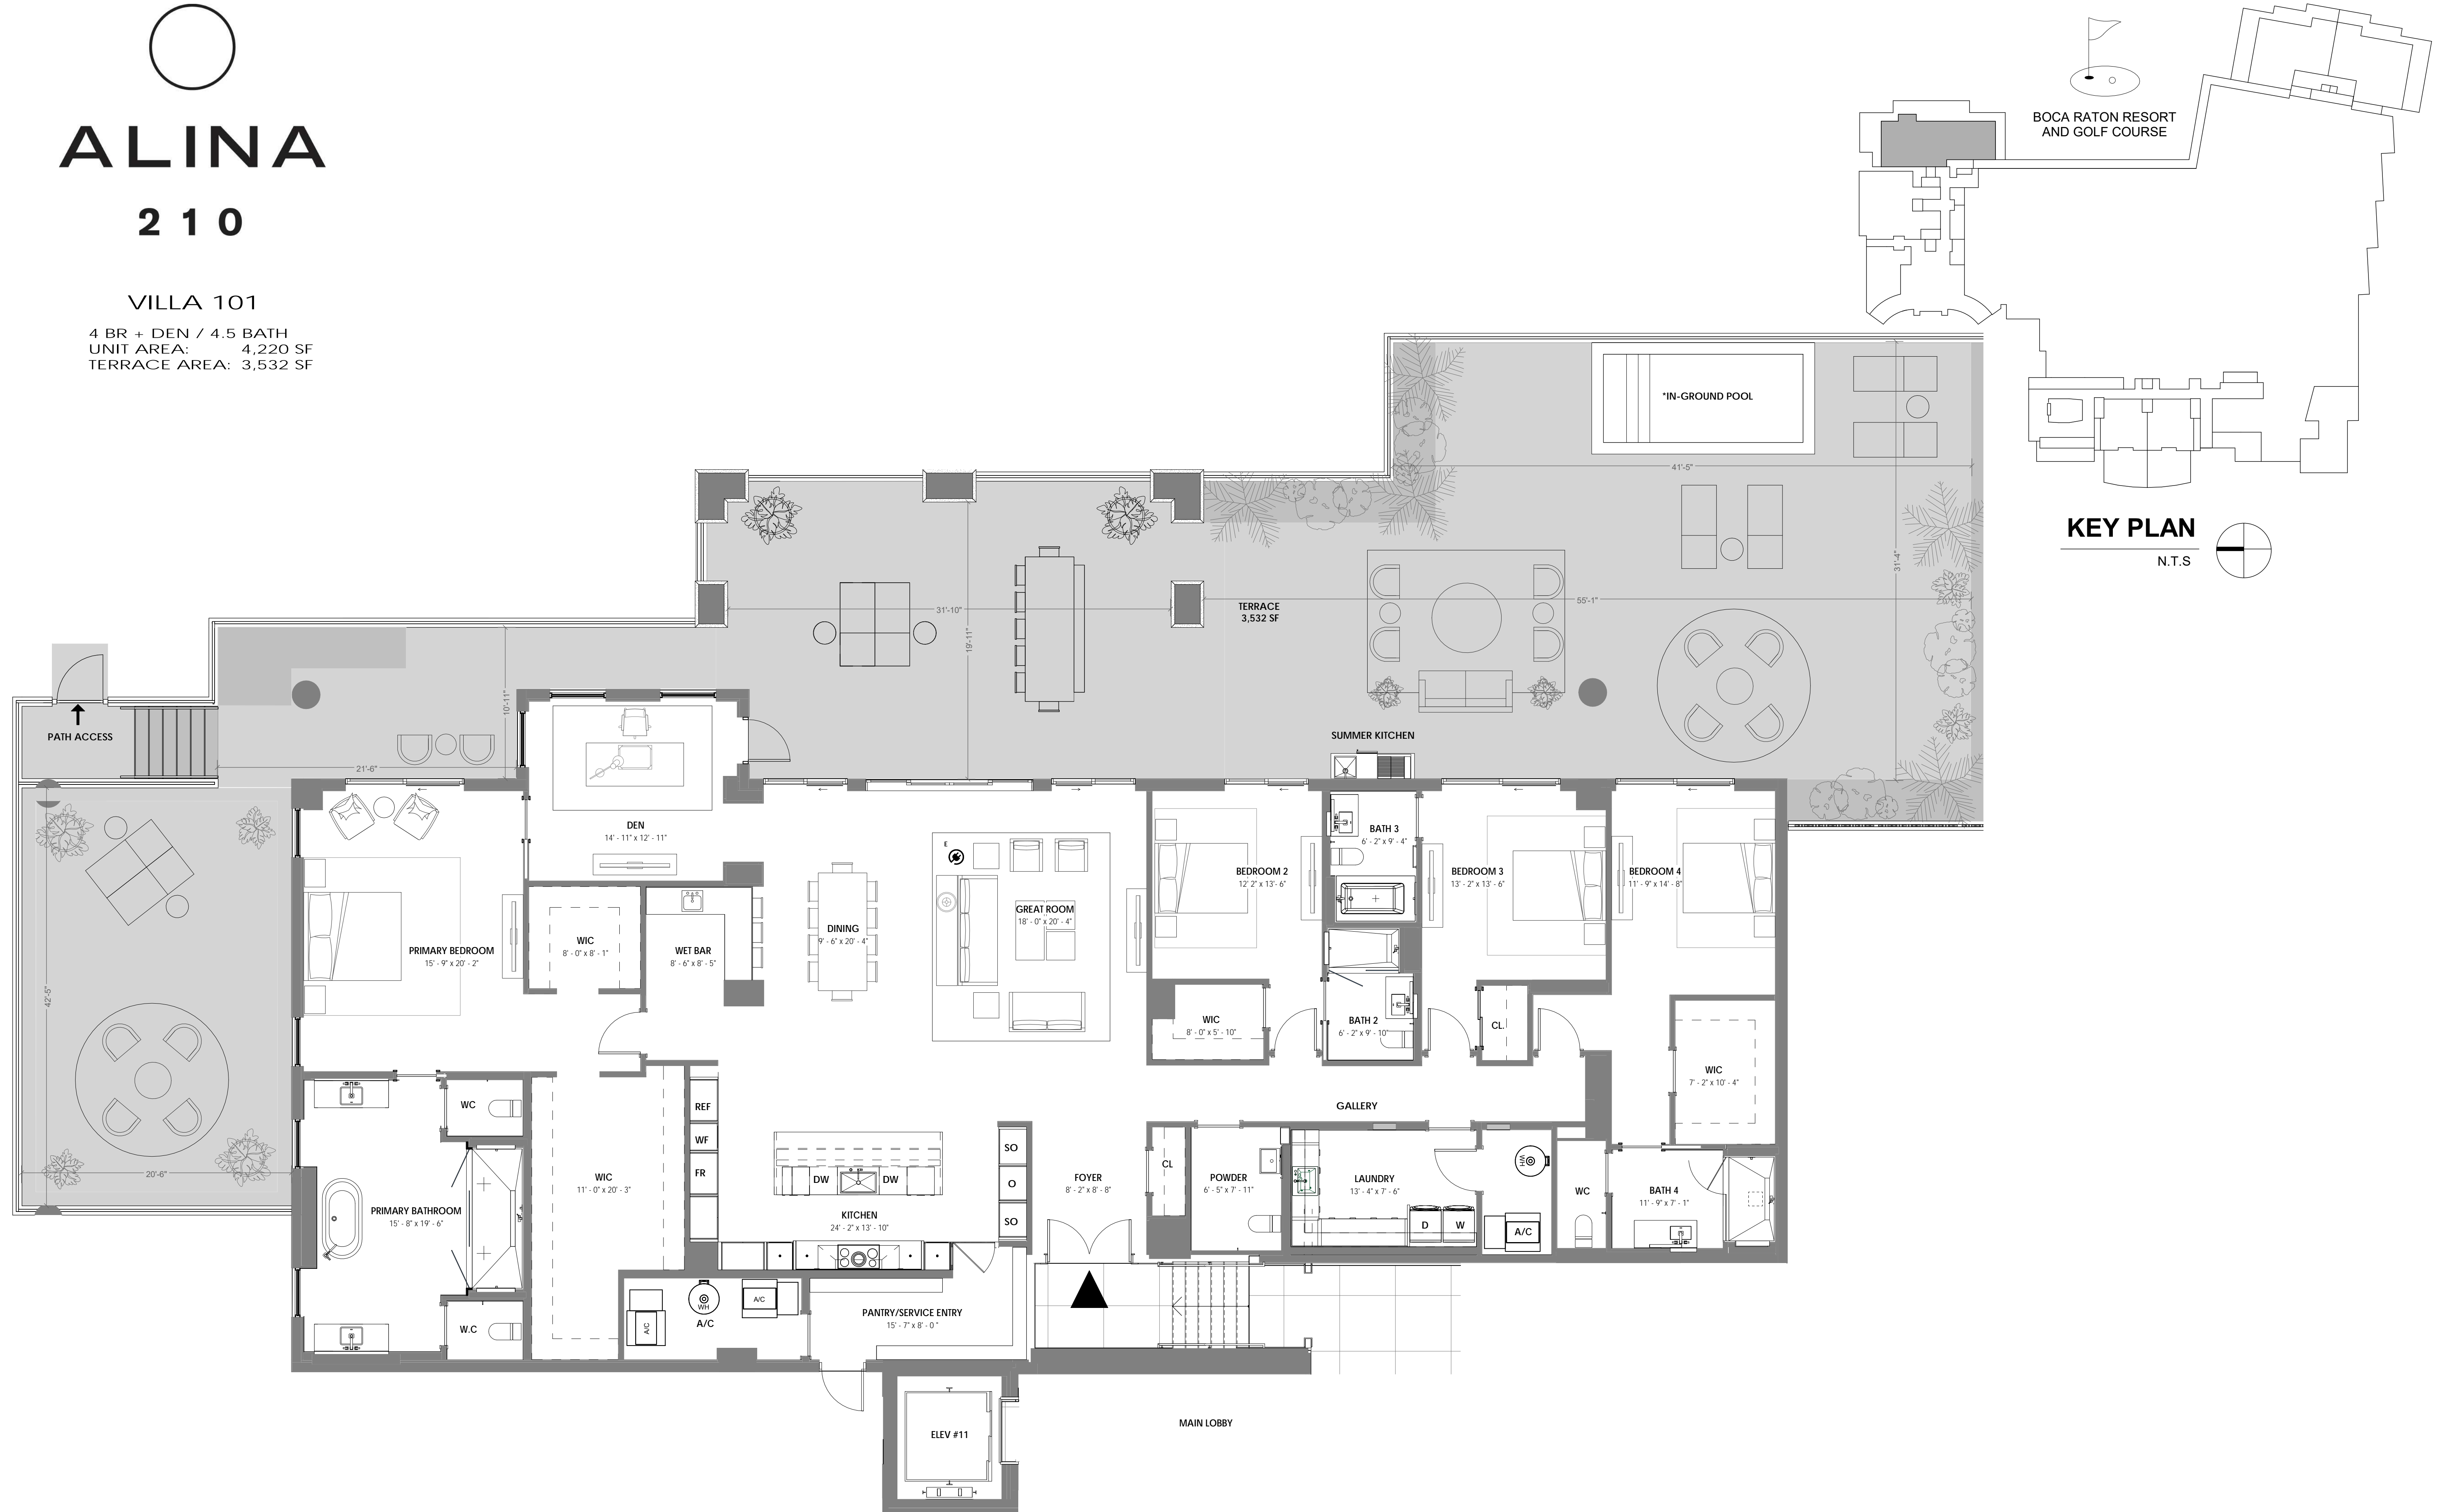 ALINA
210
VILLA 101
4 BR + DEN / 4.5 BATH
UNIT AREA: 4,220 SF
TERRACE AREA: 3,532 SF
BOCA RATON RESORT
AND GOLF COURSE
KEY PLAN
N.T.S
*IN-GROUND POOL
41'-5"
31'-4"
55'-1"
31'-10"
19'-11"
TERRACE
3,532 SF
10'-11"
21'-6"
PATH ACCESS
SUMMER KITCHEN
DEN
14' - 11" x 12' - 11"
BATH 3
6' - 2" x 9' - 4"
BEDROOM 2
12' 2" x 13'- 6"
BEDROOM 3
13' - 2" x 13' - 6"
BEDROOM 4
11' - 9" x 14' - 8"
E
GREAT ROOM
18' - 0" x 20' - 4"
DINING
9' - 6" x 20' - 4"
WET BAR
8' - 6" x 8' - 5"
WIC
8' - 0" x 8' - 1"
PRIMARY BEDROOM
15' - 9" x 20' - 2"
42'-5"
20'-6"
WIC
8' - 0" x 5' - 10"
BATH 2
6' - 2" x 9' - 10"
CL.
WIC
7' - 2" x 10' - 4"
GALLERY
WC
REF
WF
FR
WIC
11' - 0" x 20' - 3"
DW
DW
SO
O
SO
KITCHEN
24' - 2" x 13' - 10"
FOYER
8' - 2" x 8' - 8"
CL
POWDER
6' - 5" x 7' - 11"
LAUNDRY
13' - 4" x 7' - 6"
D
W
WH
A/C
WC
BATH 4
11' - 9" x 7' - 1"
PRIMARY BATHROOM
15' - 8" x 19' - 6"
W.C
A/C
WH
A/C
A/C
PANTRY/SERVICE ENTRY
15' - 7" x 8' - 0 "
ELEV #11
MAIN LOBBY